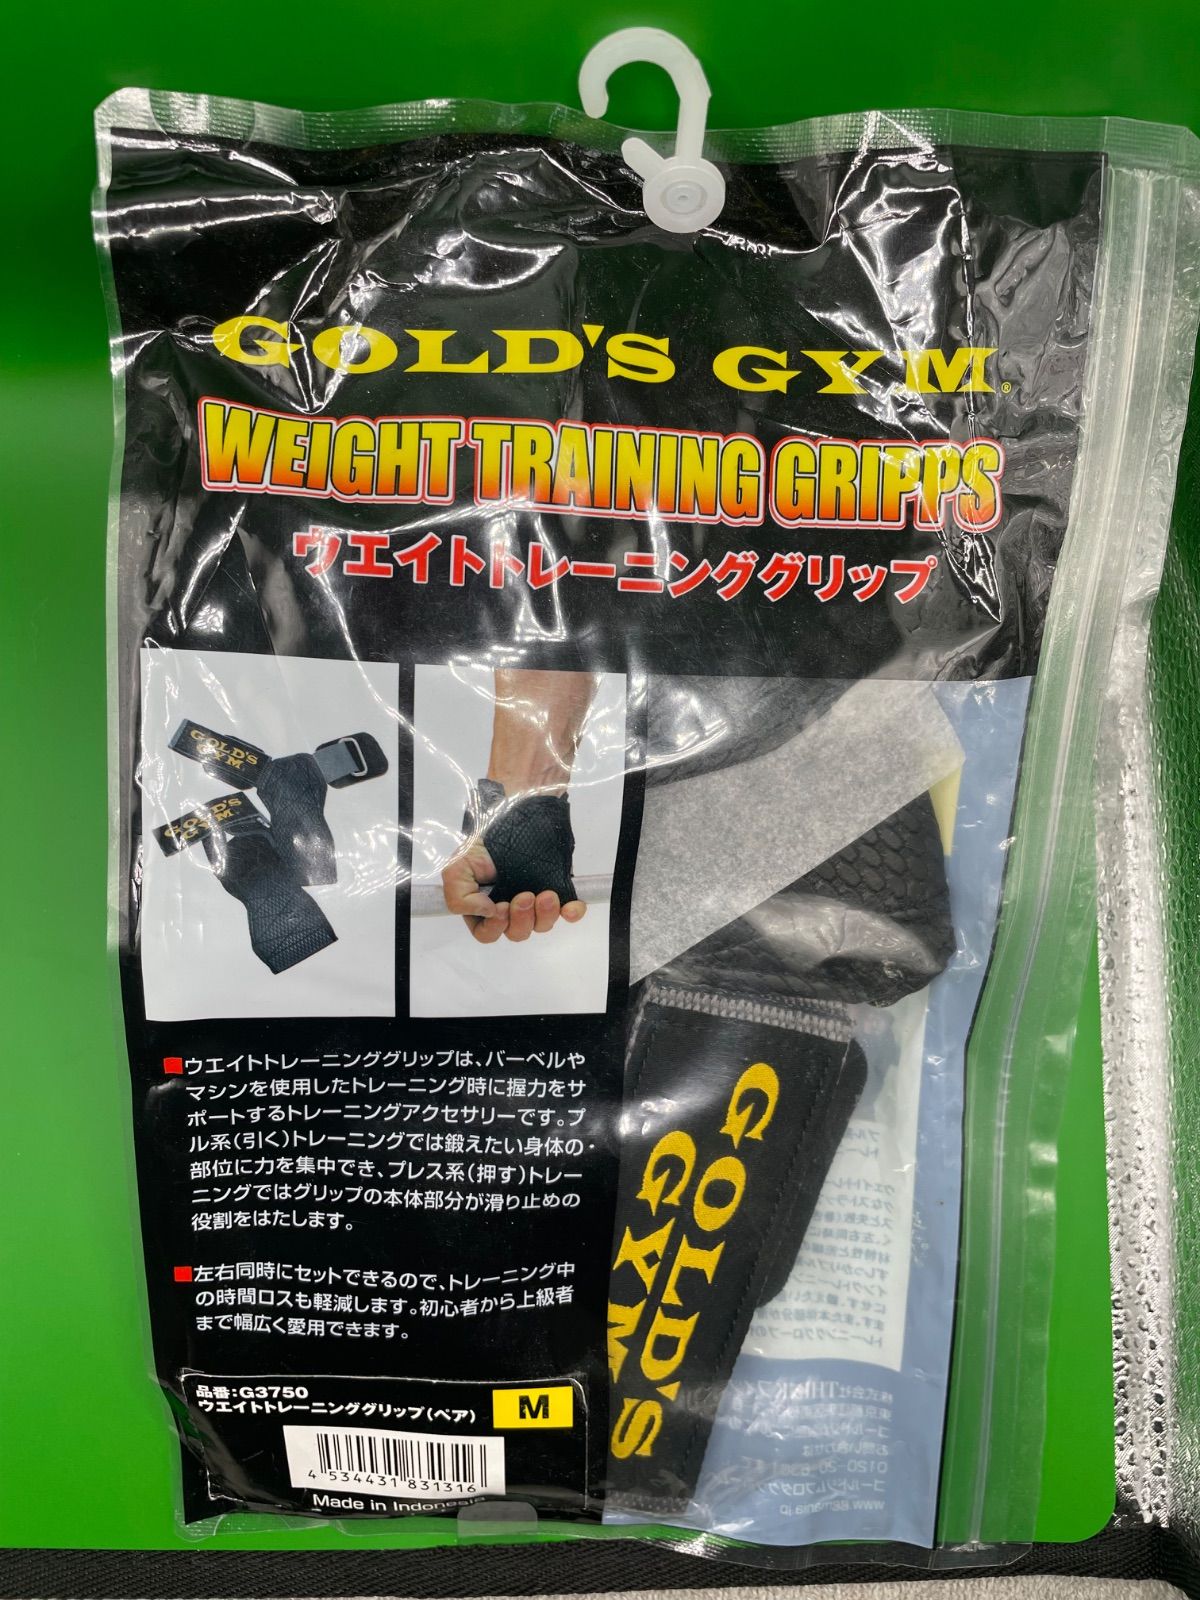 GOLD'S GYM®
WEIGHT TRAINING GRIPPS
ウエイトトレーニンググリップ
GOLD'S
GYM
GOLD'S
GYM
■ウエイトトレーニンググリップは、バーベルや
マシンを使用したトレーニング時に握力をサ
ポートするトレーニングアクセサリーです。プ
ル系(引く)トレーニングでは鍛えたい身体の
部位に力を集中でき、プレス系(押す)トレー
ニングではグリップの本体部分が滑り止めの
役割をはたします。
■左右同時にセットできるので、トレーニング中
の時間ロスも軽減します。初心者から上級者
まで幅広く愛用できます。
GOLD'S
GYM
品番:G3750
ウエイトトレーニンググリップ(ペア)
M
4 534431 831316
Made in Indonesia